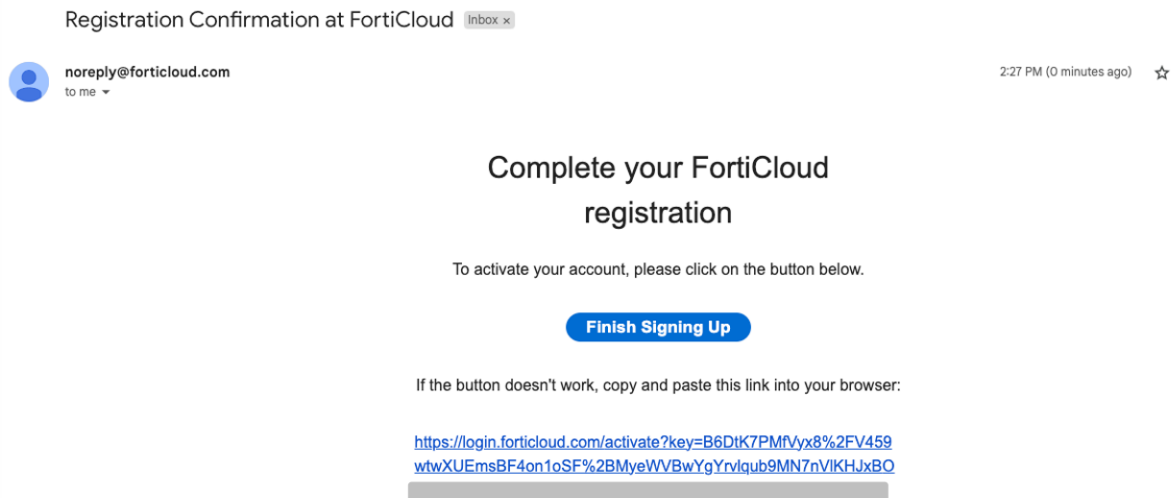 Registration Confirmation at FortiCloud Inbox ×
noreply@forticloud.com 2:27 PM (0 minutes ago)
to me
Complete your FortiCloud
registration
To activate your account, please click on the button below.
Finish Signing Up
If the button doesn't work, copy and paste this link into your browser:
https://login.forticloud.com/activate?key=B6DtK7PMfVyx8%2FV459
wtwXUEmsBF4on1oSF%2BMyeWVBwYgYrvlqub9MN7nVlKHJxBO